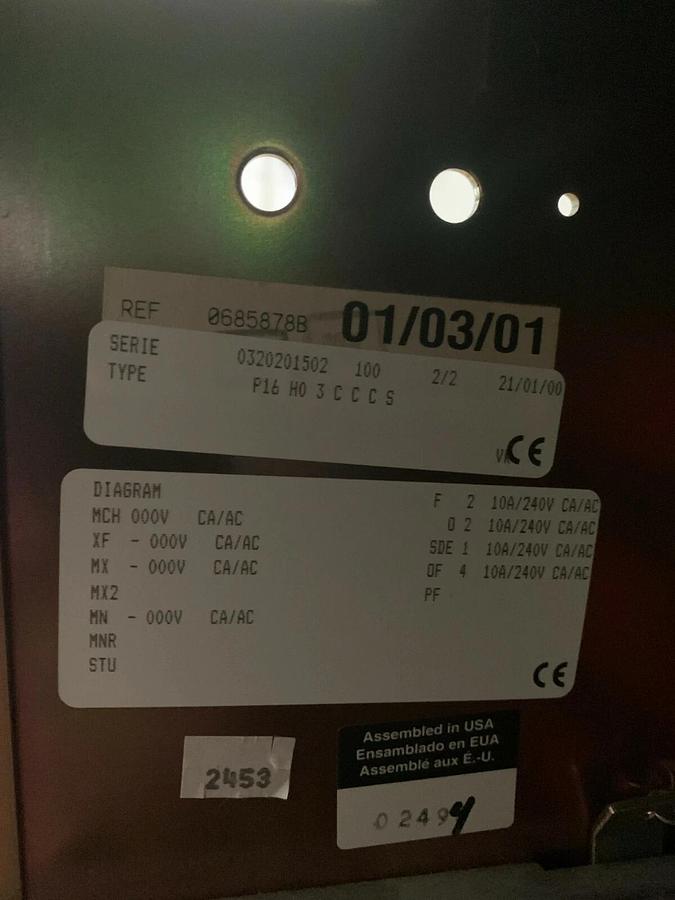 REF 0685878B 01/03/01
SERIE 0320201502 100 2/2 21/01/00
TYPE P16 H0 3 C C C S
CE
DIAGRAM
MCH 000V CA/AC
XF - 000V CA/AC
MX - 000V CA/AC
MX2
MN - 000V CA/AC
MNR
STU
F 2 10A/240V CA/AC
O 2 10A/240V CA/AC
SDE 1 10A/240V CA/AC
OF 4 10A/240V CA/AC
PF
CE
2453
Assembled in USA
Ensamblado en EUA
Assemblé aux É.-U.
0 2494